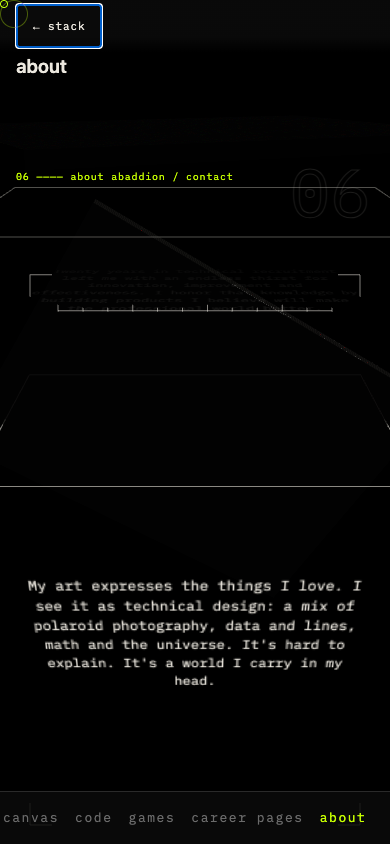 ← stack
about
06 ──── about abaddion / contact
06
My art expresses the things I love. I
see it as technical design: a mix of
polaroid photography, data and lines,
math and the universe. It's hard to
explain. It's a world I carry in my
head.
canvas code games career pages about